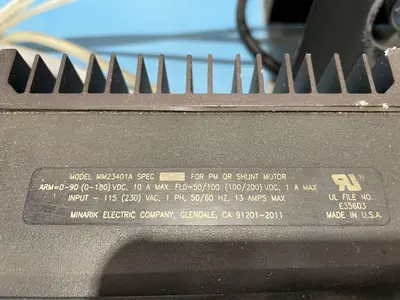 MODEL MM23401A SPEC FOR PM OR SHUNT MOTOR
ARM=0-90 (0-180) VDC, 10 A MAX, FLD=50/100 (100/200) VDC, 1 A MAX
INPUT - 115 (230) VAC, 1 PH, 50/60 HZ, 13 AMPS MAX
MINARIK ELECTRIC COMPANY, GLENDALE, CA 91201-2011
UL FILE NO.
E35603
MADE IN U.S.A.